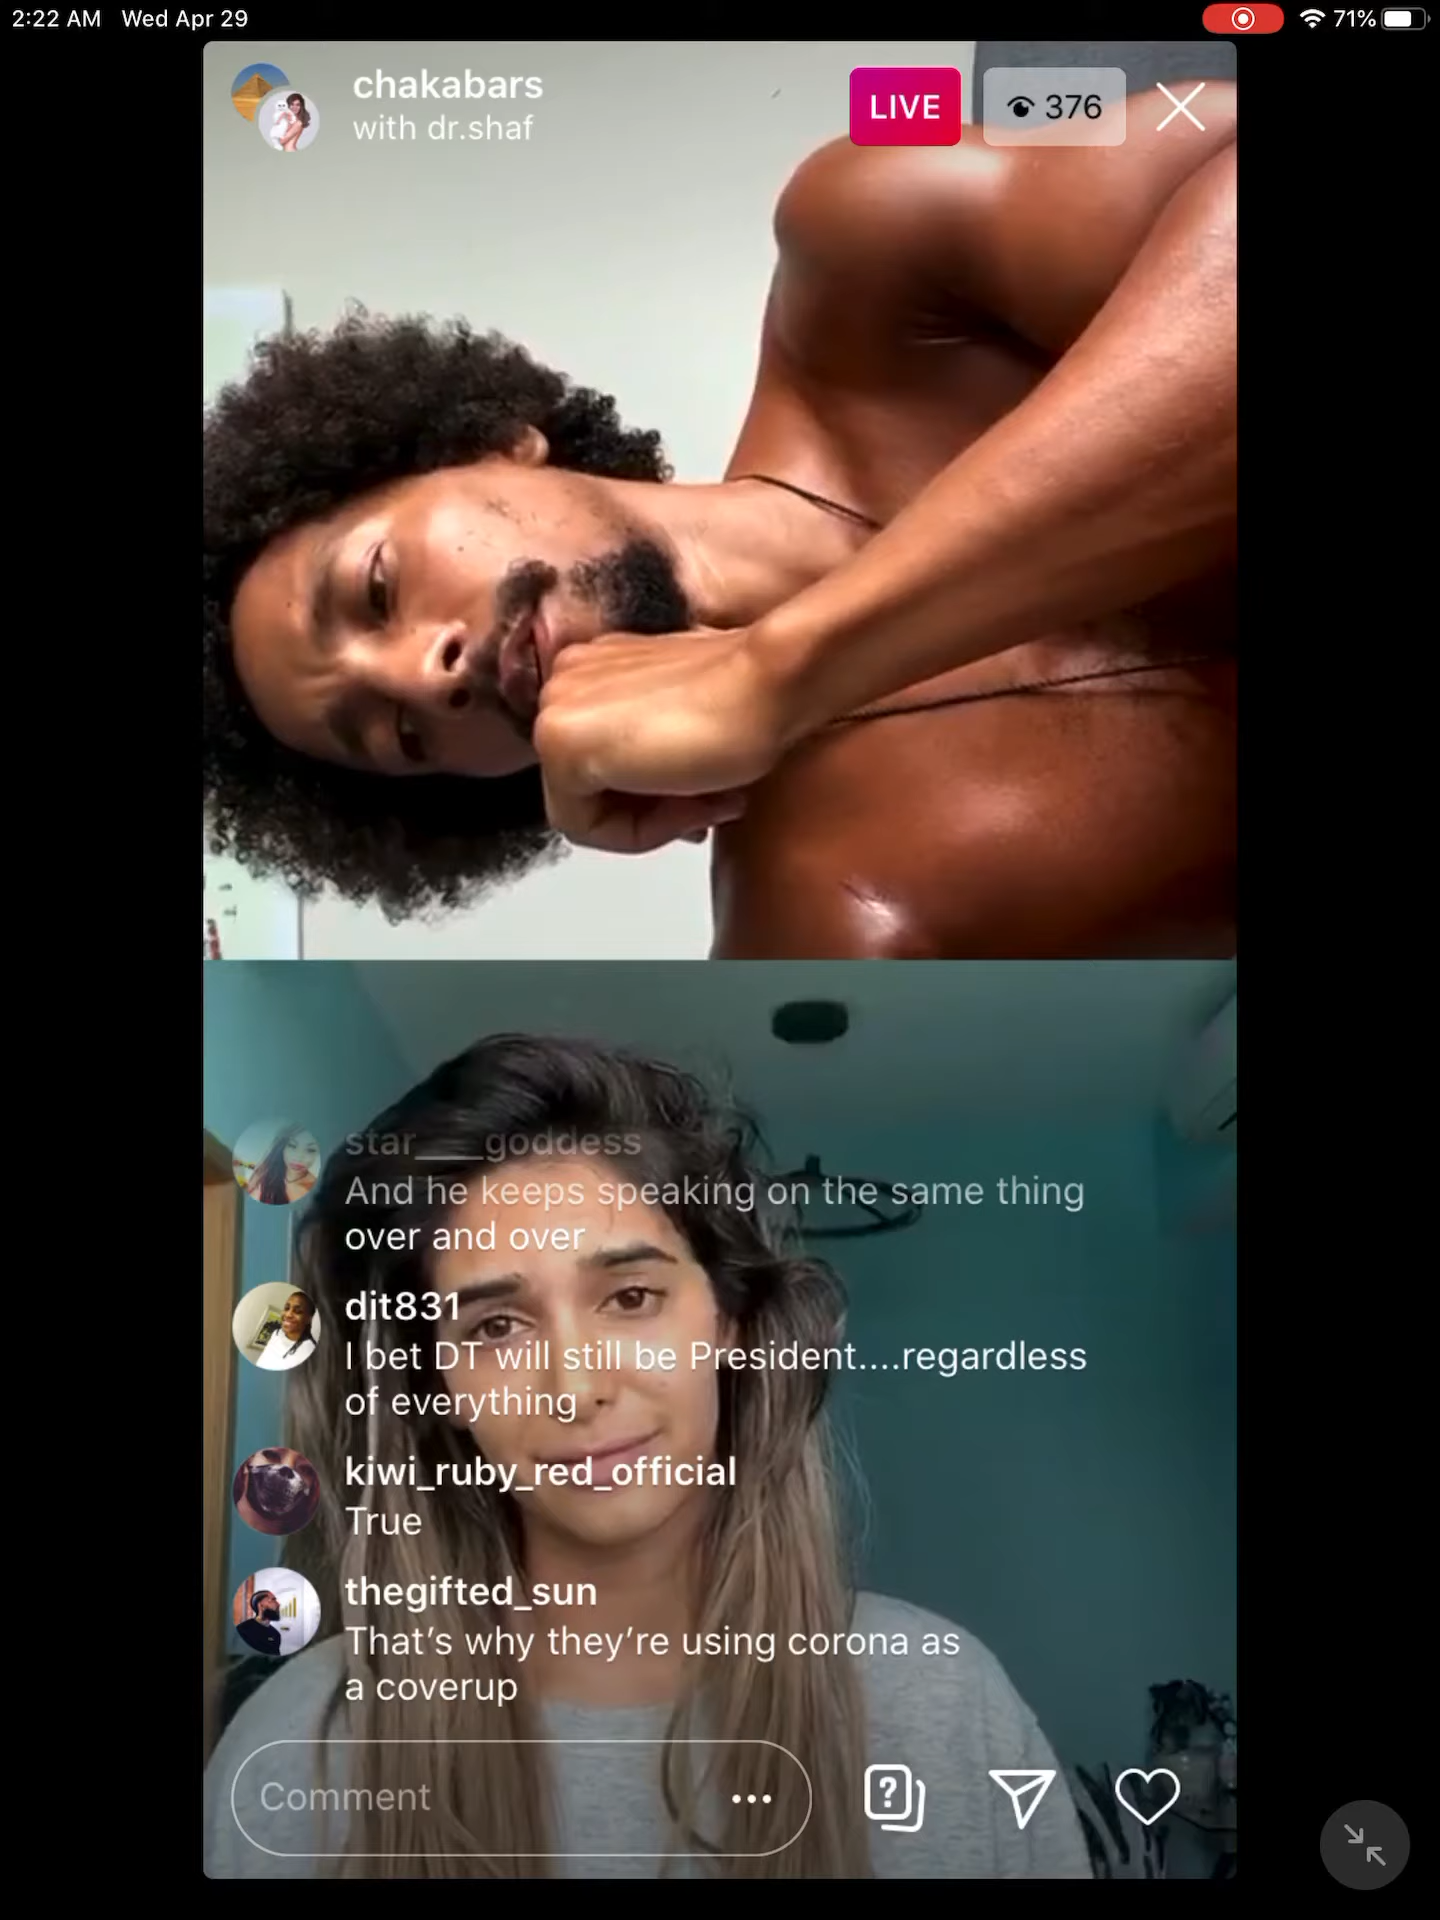 2:22 AM Wed Apr 29
71%
chakabars
with dr.shaf
LIVE
376
star___goddess
And he keeps speaking on the same thing
over and over
dit831
I bet DT will still be President....regardless
of everything
kiwi_ruby_red_official
True
thegifted_sun
That’s why they’re using corona as
a coverup
Comment